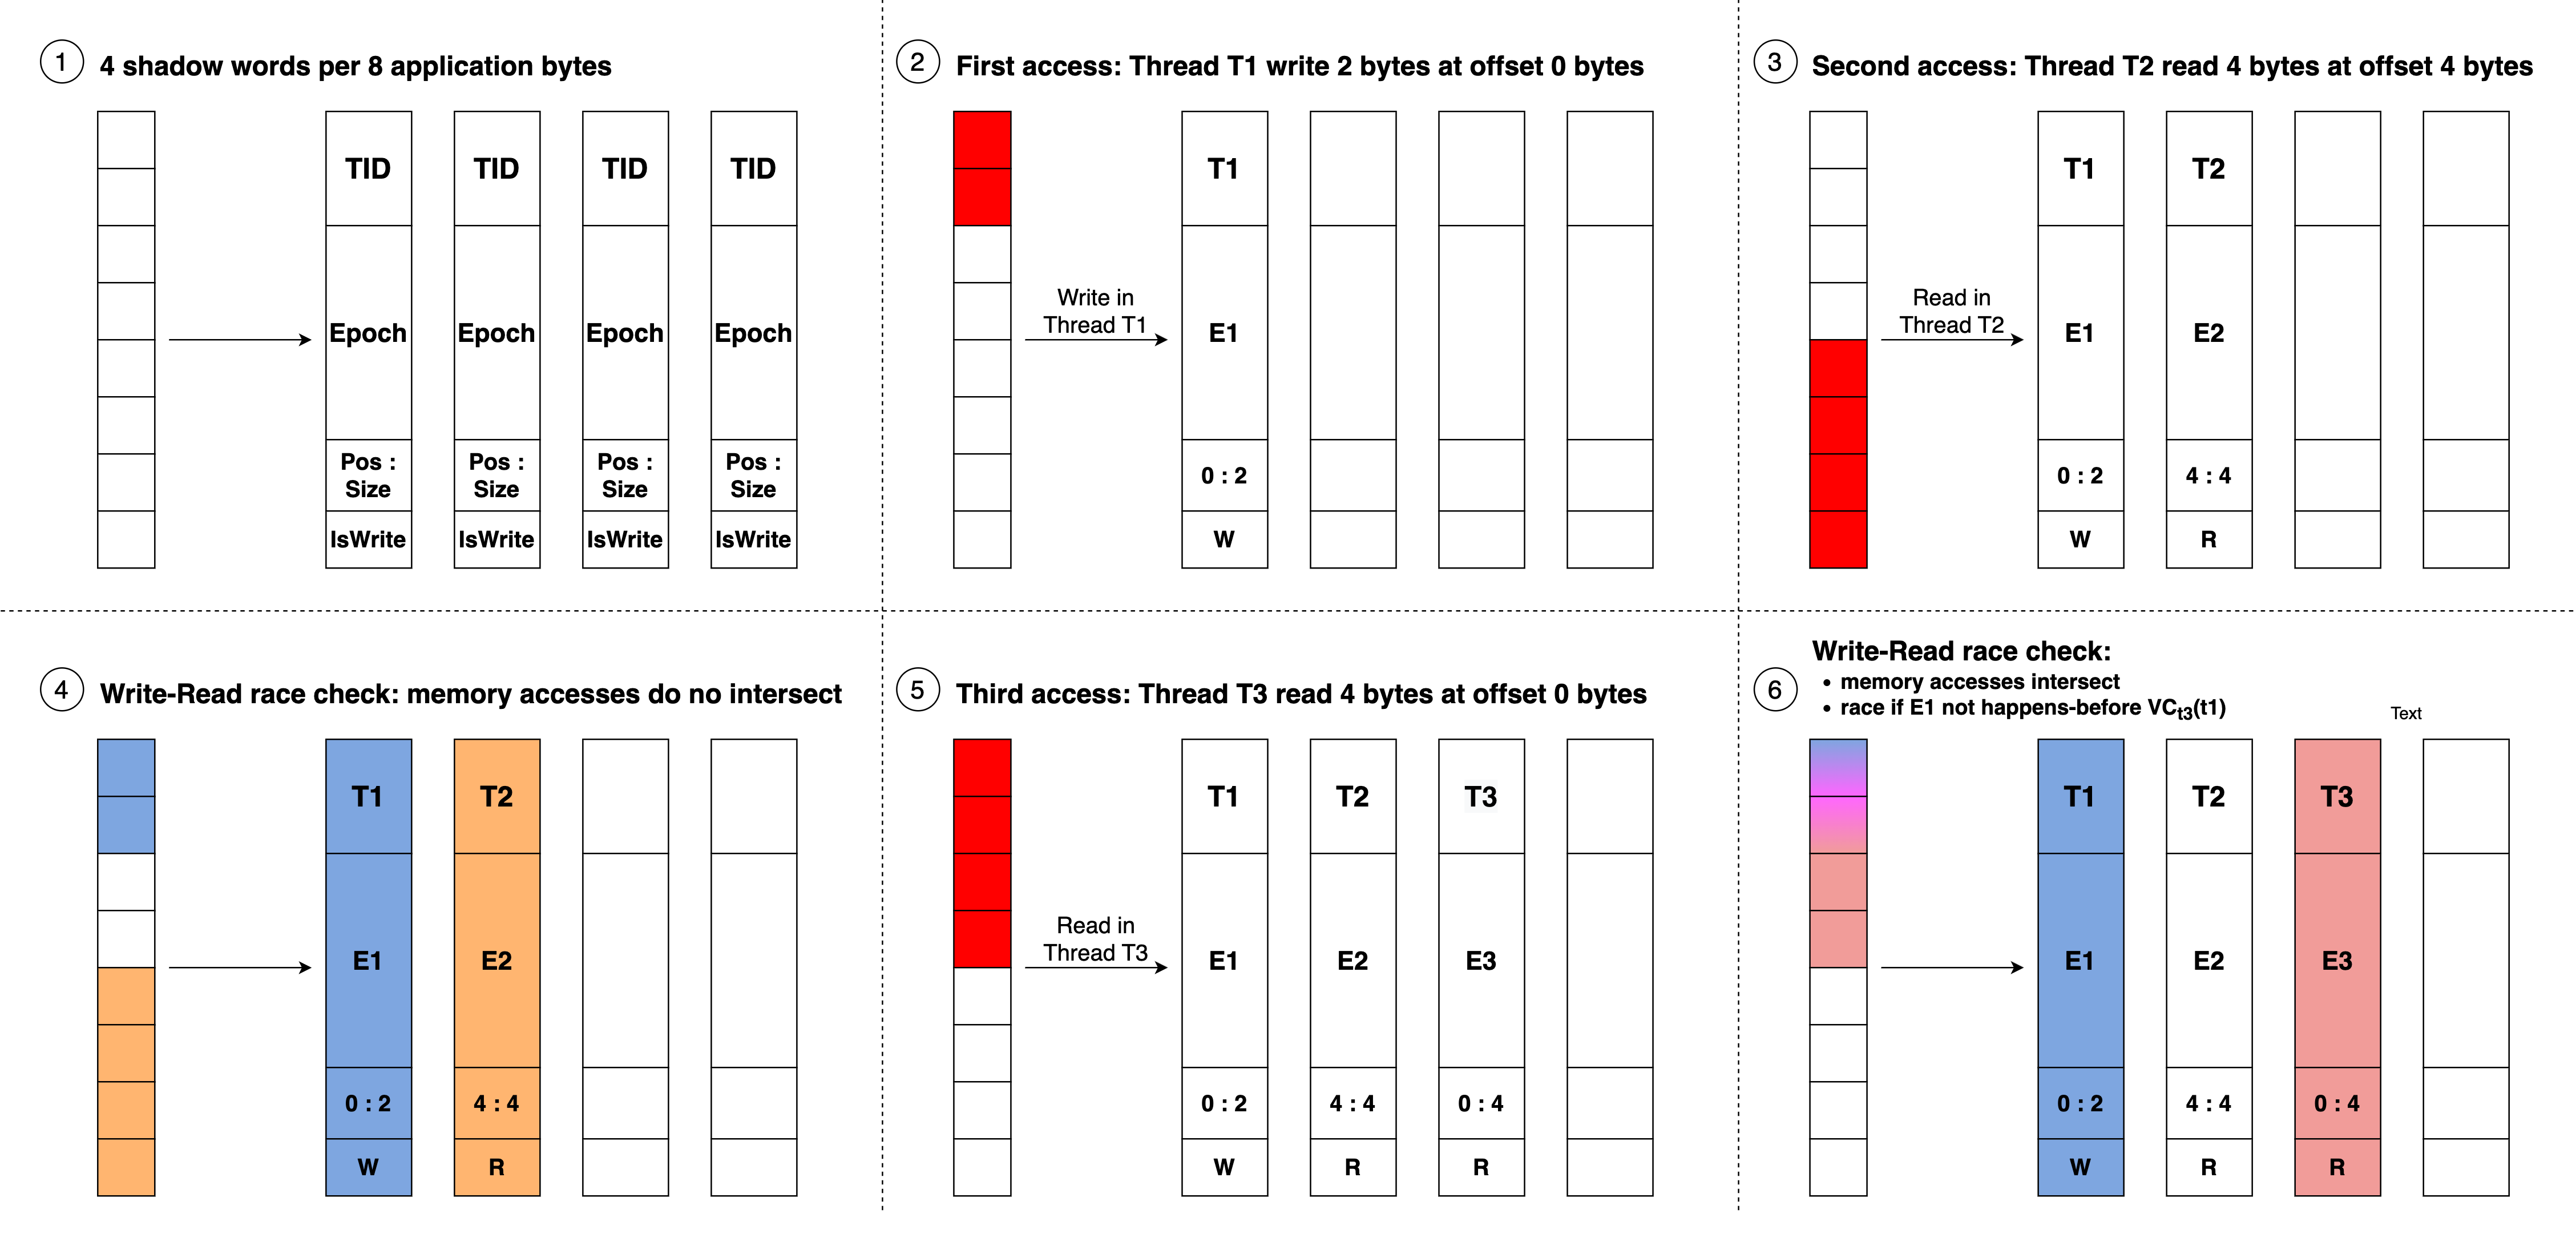 1
4 shadow words per 8 application bytes
TID TID TID TID
Epoch Epoch Epoch Epoch
Pos : Pos : Pos : Pos :
Size Size Size Size
IsWrite IsWrite IsWrite IsWrite
2
First access: Thread T1 write 2 bytes at offset 0 bytes
Write in
Thread T1
T1
E1
0 : 2
W
3
Second access: Thread T2 read 4 bytes at offset 4 bytes
Read in
Thread T2
T1 T2
E1 E2
0 : 2 4 : 4
W R
4
Write-Read race check: memory accesses do no intersect
T1 T2
E1 E2
0 : 2 4 : 4
W R
5
Third access: Thread T3 read 4 bytes at offset 0 bytes
Read in
Thread T3
T1 T2 T3
E1 E2 E3
0 : 2 4 : 4 0 : 4
W R R
6
Write-Read race check:
• memory accesses intersect
• race if E1 not happens-before VCt3(t1)
Text
T1 T2 T3
E1 E2 E3
0 : 2 4 : 4 0 : 4
W R R